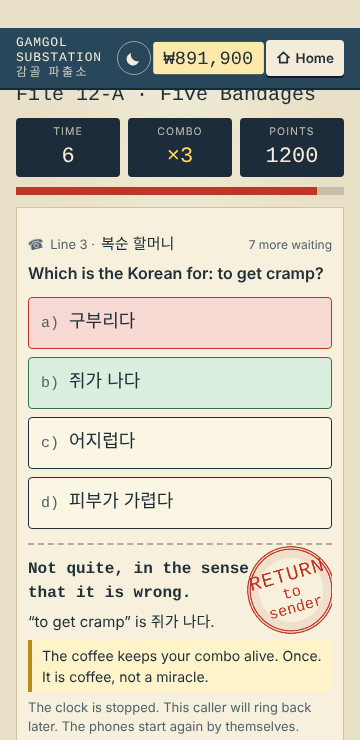 GAMGOL
SUBSTATION
감골 파출소
₩891,900
Home
File 12-A · Five Bandages
TIME
6
COMBO
×3
POINTS
1200
Line 3 · 복순 할머니
7 more waiting
Which is the Korean for: to get cramp?
a) 구부리다
b) 쥐가 나다
c) 어지럽다
d) 피부가 가렵다
Not quite, in the sense
that it is wrong.
RETURN
to
sender
“to get cramp” is 쥐가 나다.
The coffee keeps your combo alive. Once.
It is coffee, not a miracle.
The clock is stopped. This caller will ring back
later. The phones start again by themselves.